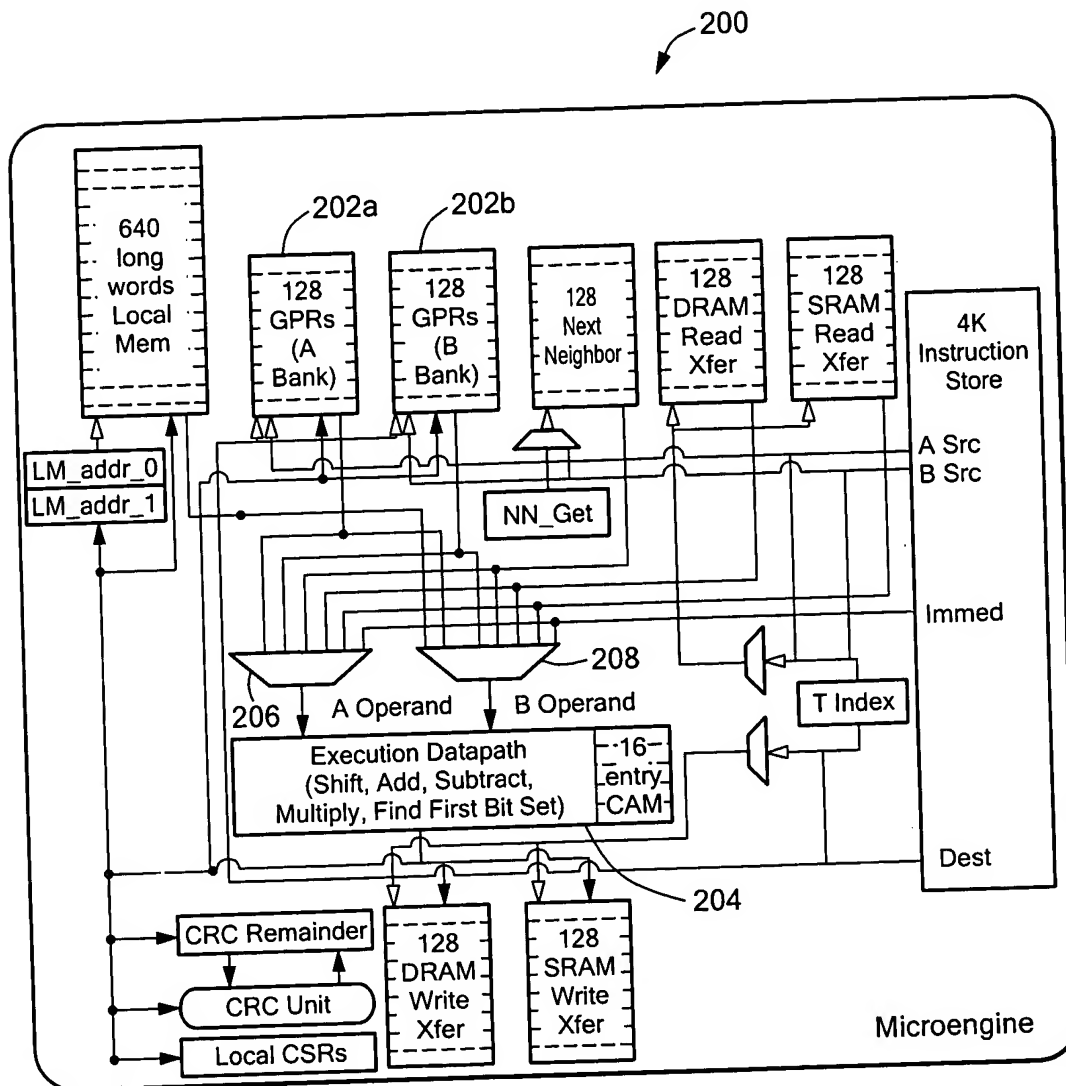 200
202a
202b
640
long
words
Local
Mem
128
GPRs
(A
Bank)
128
GPRs
(B
Bank)
128
Next
Neighbor
128
DRAM
Read
Xfer
128
SRAM
Read
Xfer
4K
Instruction
Store
A Src
B Src
LM_addr_0
LM_addr_1
NN_Get
Immed
208
206
A Operand
B Operand
T Index
Execution Datapath
(Shift, Add, Subtract,
Multiply, Find First Bit Set)
16
entry
CAM
Dest
204
CRC Remainder
CRC Unit
Local CSRs
128
DRAM
Write
Xfer
128
SRAM
Write
Xfer
Microengine